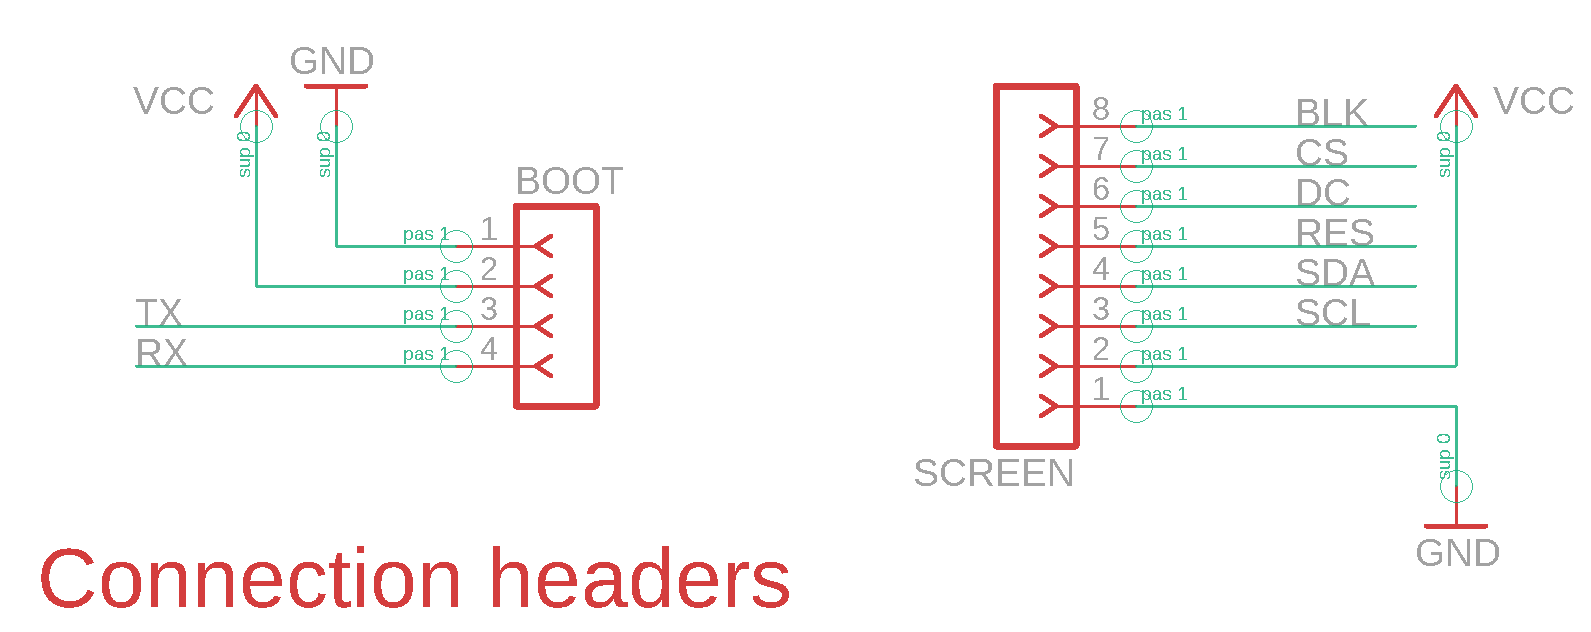 GND
VCC
sup 0
sup 0
BOOT
pas 1 1
pas 1 2
TX pas 1 3
RX pas 1 4
8 pas 1 BLK
VCC
sup 0
7 pas 1 CS
6 pas 1 DC
5 pas 1 RES
4 pas 1 SDA
3 pas 1 SCL
2 pas 1
1 pas 1
sup 0
SCREEN
GND
Connection headers